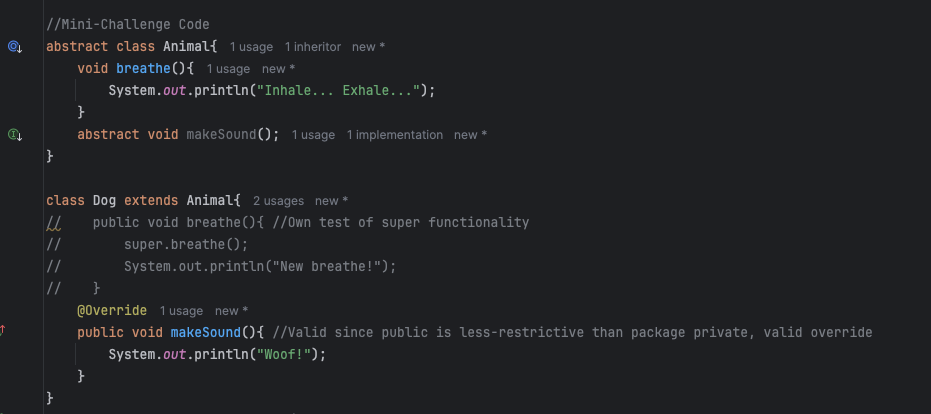 //Mini-Challenge Code
abstract class Animal{ 1 usage 1 inheritor new *
void breathe(){ 1 usage new *
System.out.println("Inhale... Exhale...");
}
abstract void makeSound(); 1 usage 1 implementation new *
}
class Dog extends Animal{ 2 usages new *
// public void breathe(){ //Own test of super functionality
// super.breathe();
// System.out.println("New breathe!");
// }
@Override 1 usage new *
public void makeSound(){ //Valid since public is less-restrictive than package private, valid override
System.out.println("Woof!");
}
}